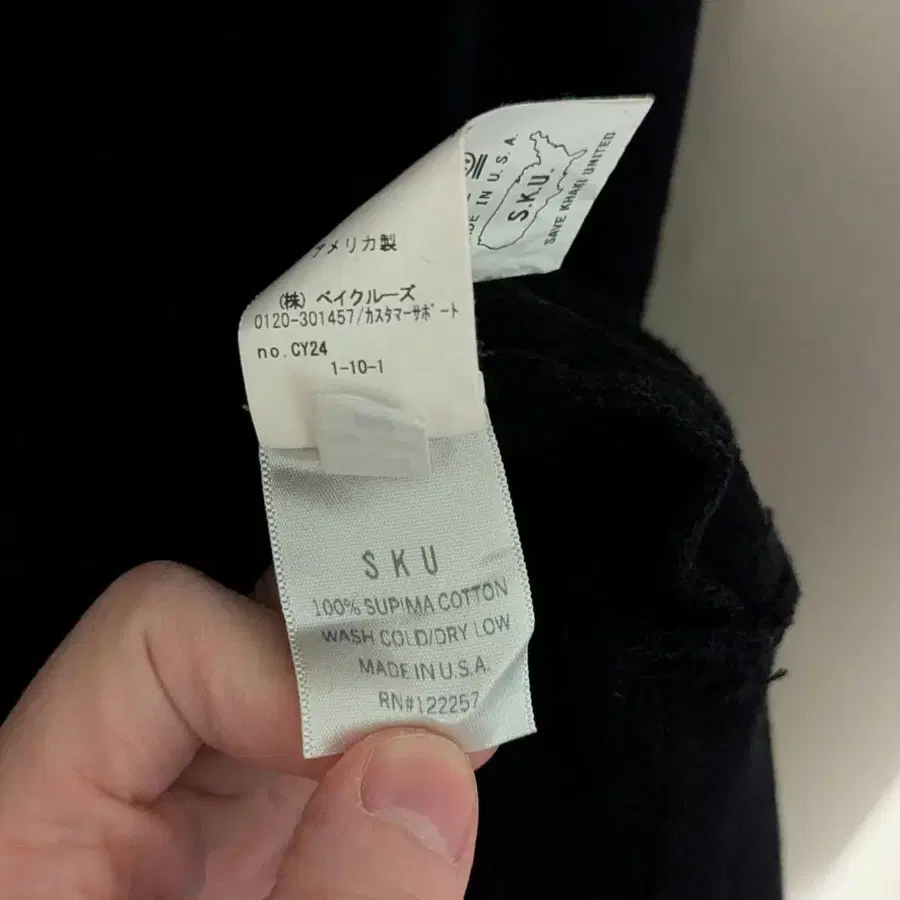 MADE IN U.S.A.
S.K.U.
SAVE KHAKI UNITED
アメリカ製
(株) ベイクルーズ
0120-301457/カスタマーサポート
no.CY24
1-10-1
SKU
100% SUPIMA COTTON
WASH COLD/DRY LOW
MADE IN U.S.A.
RN#122257